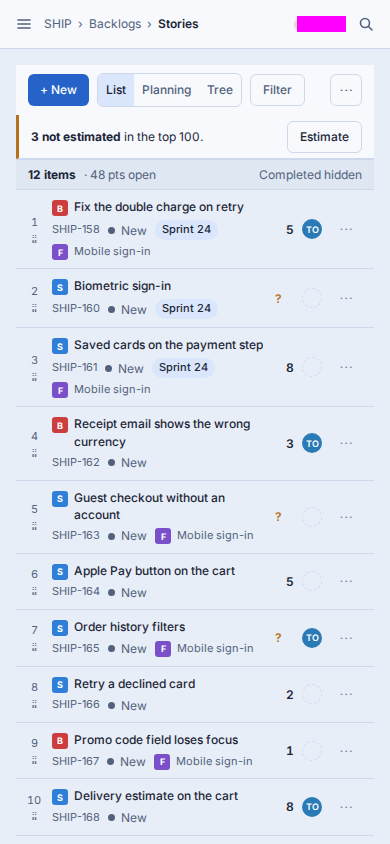 SHIP › Backlogs › Stories
+ New List Planning Tree Filter ...
3 not estimated in the top 100. Estimate
12 items · 48 pts open Completed hidden
1 B Fix the double charge on retry
SHIP-158 New Sprint 24 5 TO ...
F Mobile sign-in
2 S Biometric sign-in
SHIP-160 New Sprint 24 ? ...
3 S Saved cards on the payment step
SHIP-161 New Sprint 24 8 ...
F Mobile sign-in
4 B Receipt email shows the wrong
currency 3 TO ...
SHIP-162 New
5 S Guest checkout without an
account ? ...
SHIP-163 New F Mobile sign-in
6 S Apple Pay button on the cart
SHIP-164 New 5 ...
7 S Order history filters
SHIP-165 New F Mobile sign-in ? TO ...
8 S Retry a declined card
SHIP-166 New 2 ...
9 B Promo code field loses focus
SHIP-167 New F Mobile sign-in 1 ...
10 S Delivery estimate on the cart
SHIP-168 New 8 TO ...